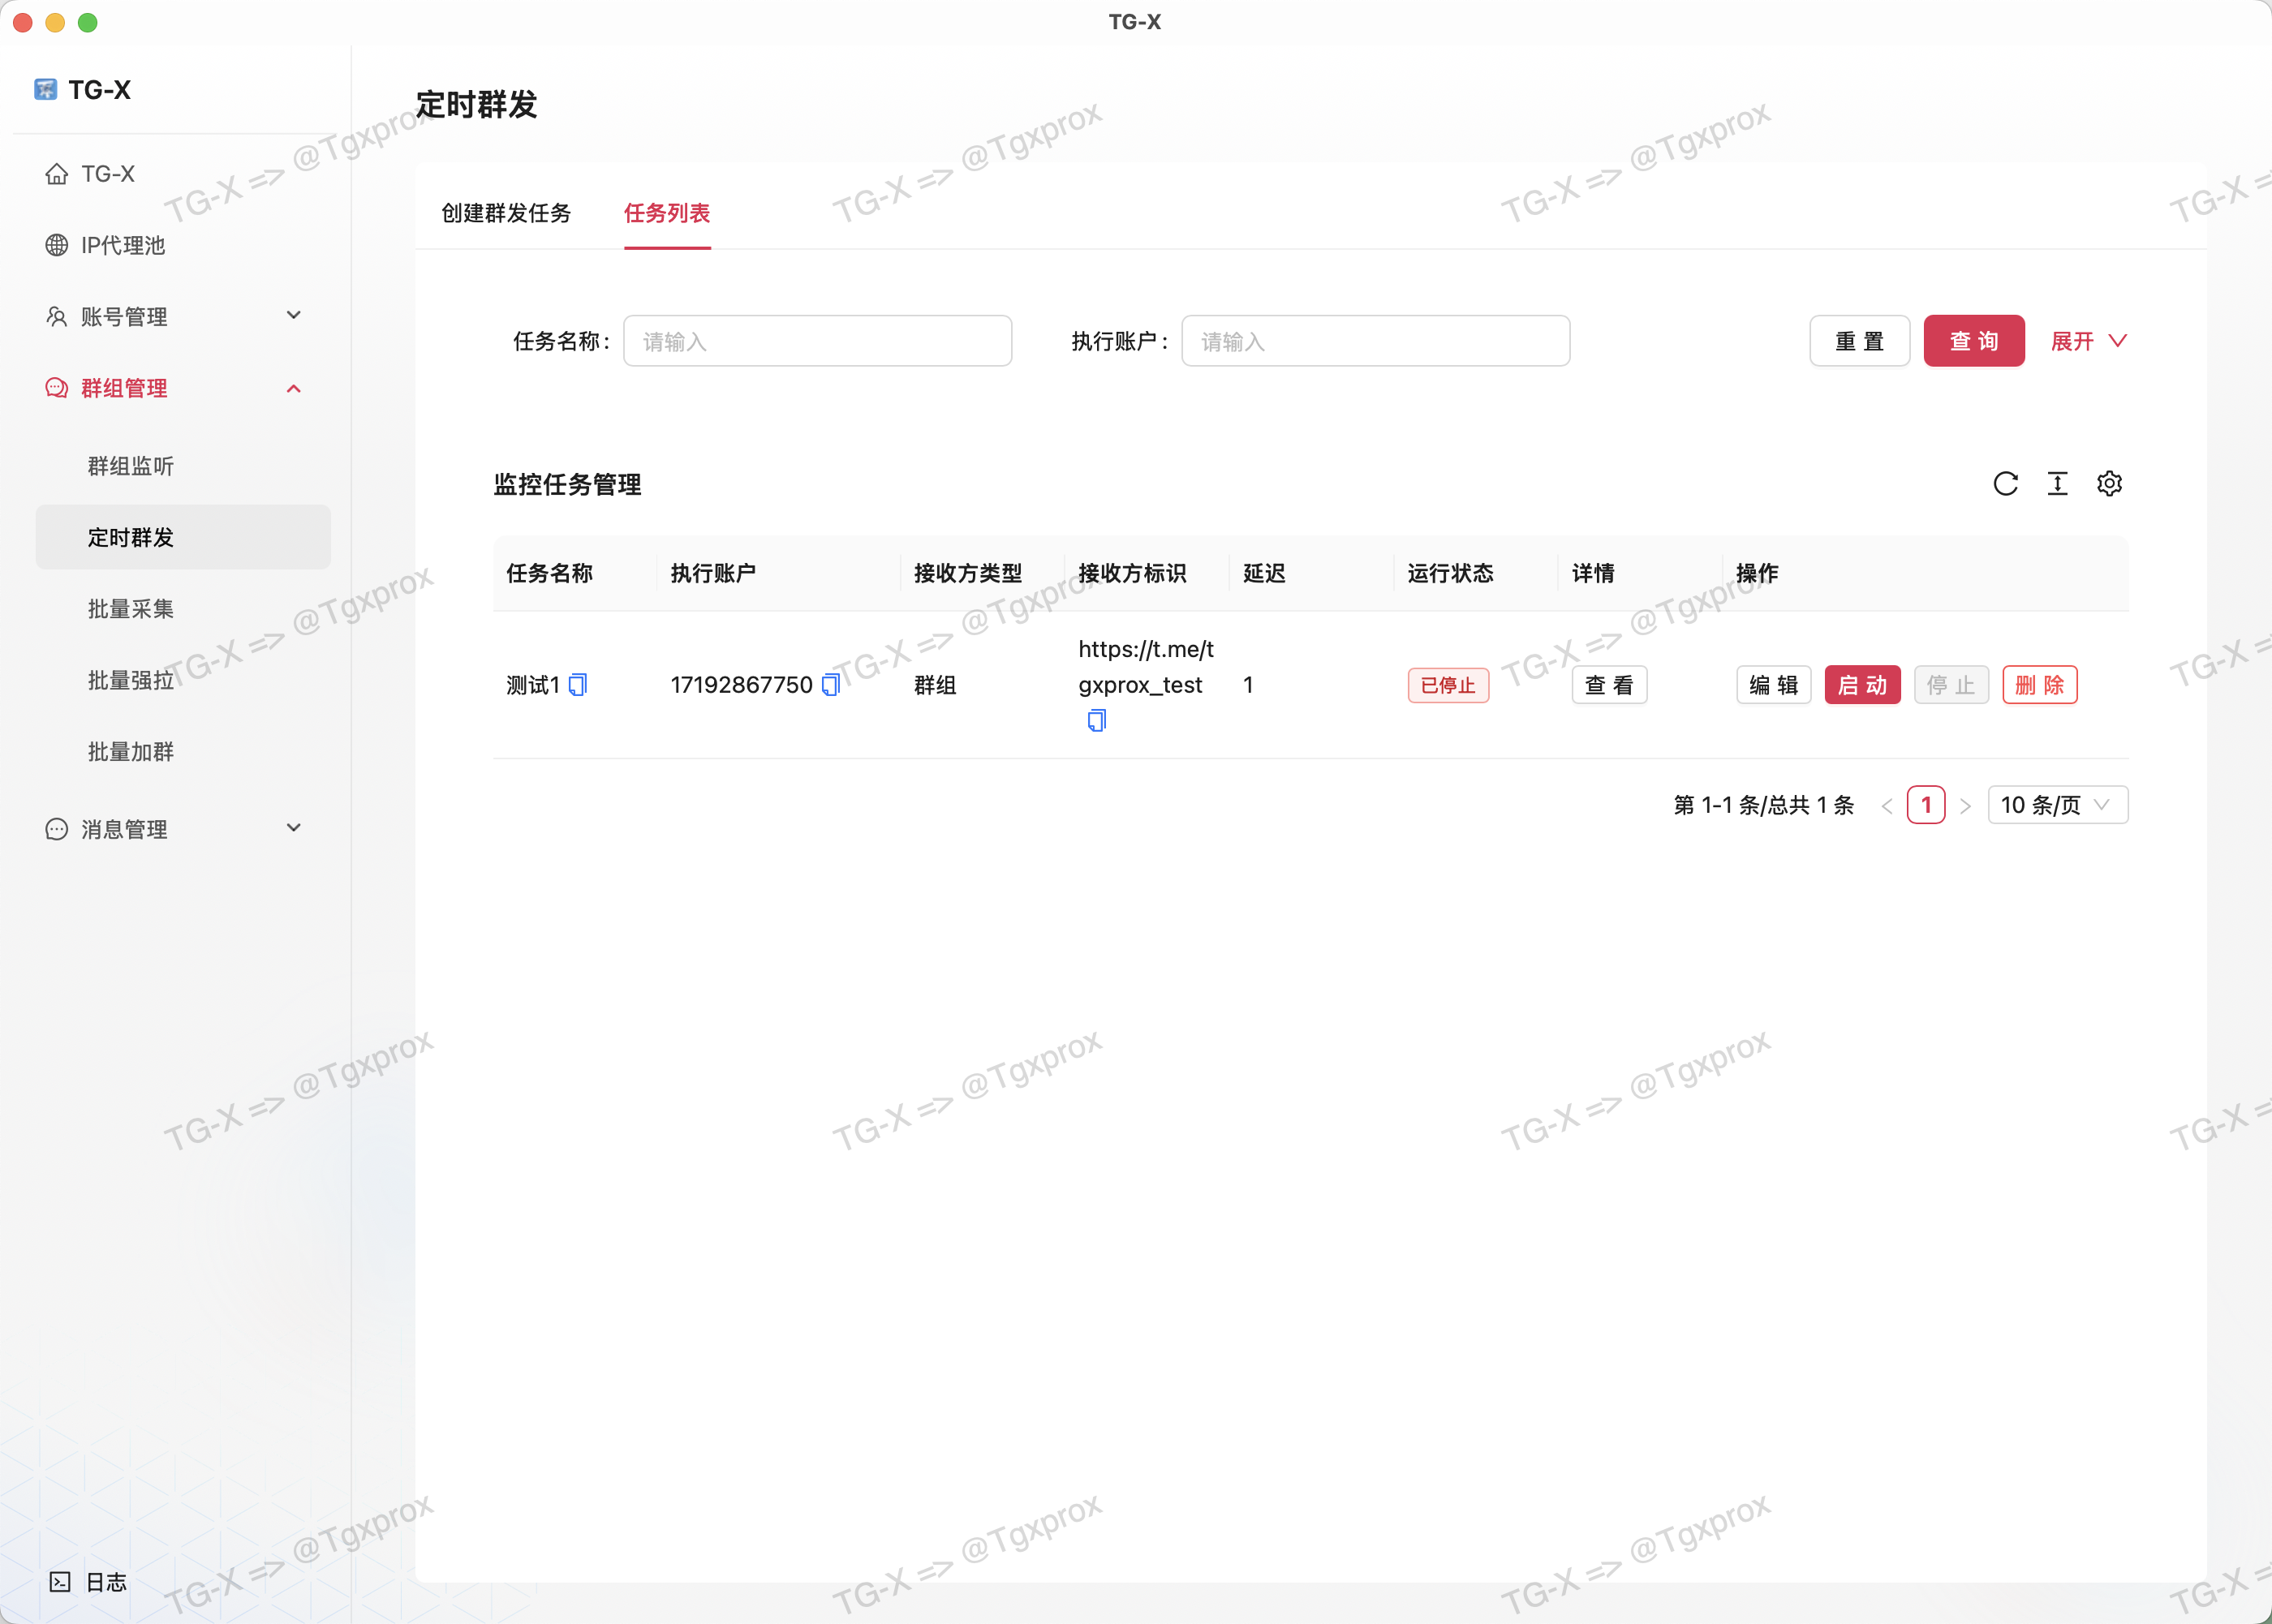 TG-X
TG-X
定时群发
TG-X
IP代理池
账号管理
群组管理
群组监听
定时群发
批量采集
批量强拉
批量加群
消息管理
日志
创建群发任务 任务列表
任务名称: 请输入 执行账户: 请输入 重置 查询 展开
监控任务管理
任务名称 执行账户 接收方类型 接收方标识 延迟 运行状态 详情 操作
测试1 17192867750 群组 https://t.me/t
gxprox_test 1 已停止 查看 编辑 启动 停止 删除
第 1-1 条/总共 1 条 < 1 > 10 条/页
TG-X => @Tgxprox
TG-X => @Tgxprox
TG-X => @Tgxprox
TG-X =>
TG-X => @Tgxprox
TG-X => @Tgxprox
TG-X => @Tgxprox
TG-X =>
TG-X => @Tgxprox
TG-X => @Tgxprox
TG-X => @Tgxprox
TG-X =>
TG-X => @Tgxprox
TG-X => @Tgxprox
TG-X => @Tgxprox
TG-X =>